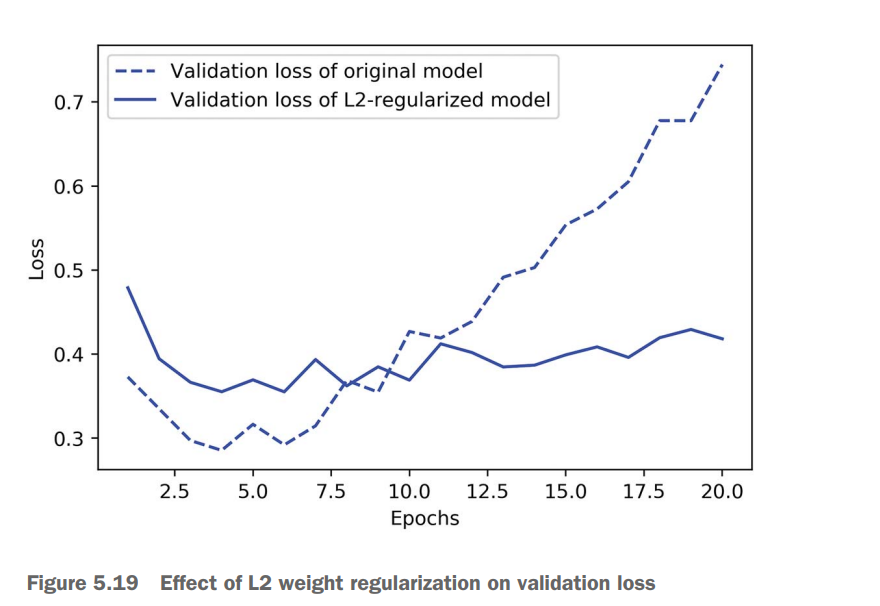 Validation loss of original model
Validation loss of L2-regularized model
0.7
0.6
0.5
0.4
0.3
Loss
2.5 5.0 7.5 10.0 12.5 15.0 17.5 20.0
Epochs
Figure 5.19 Effect of L2 weight regularization on validation loss